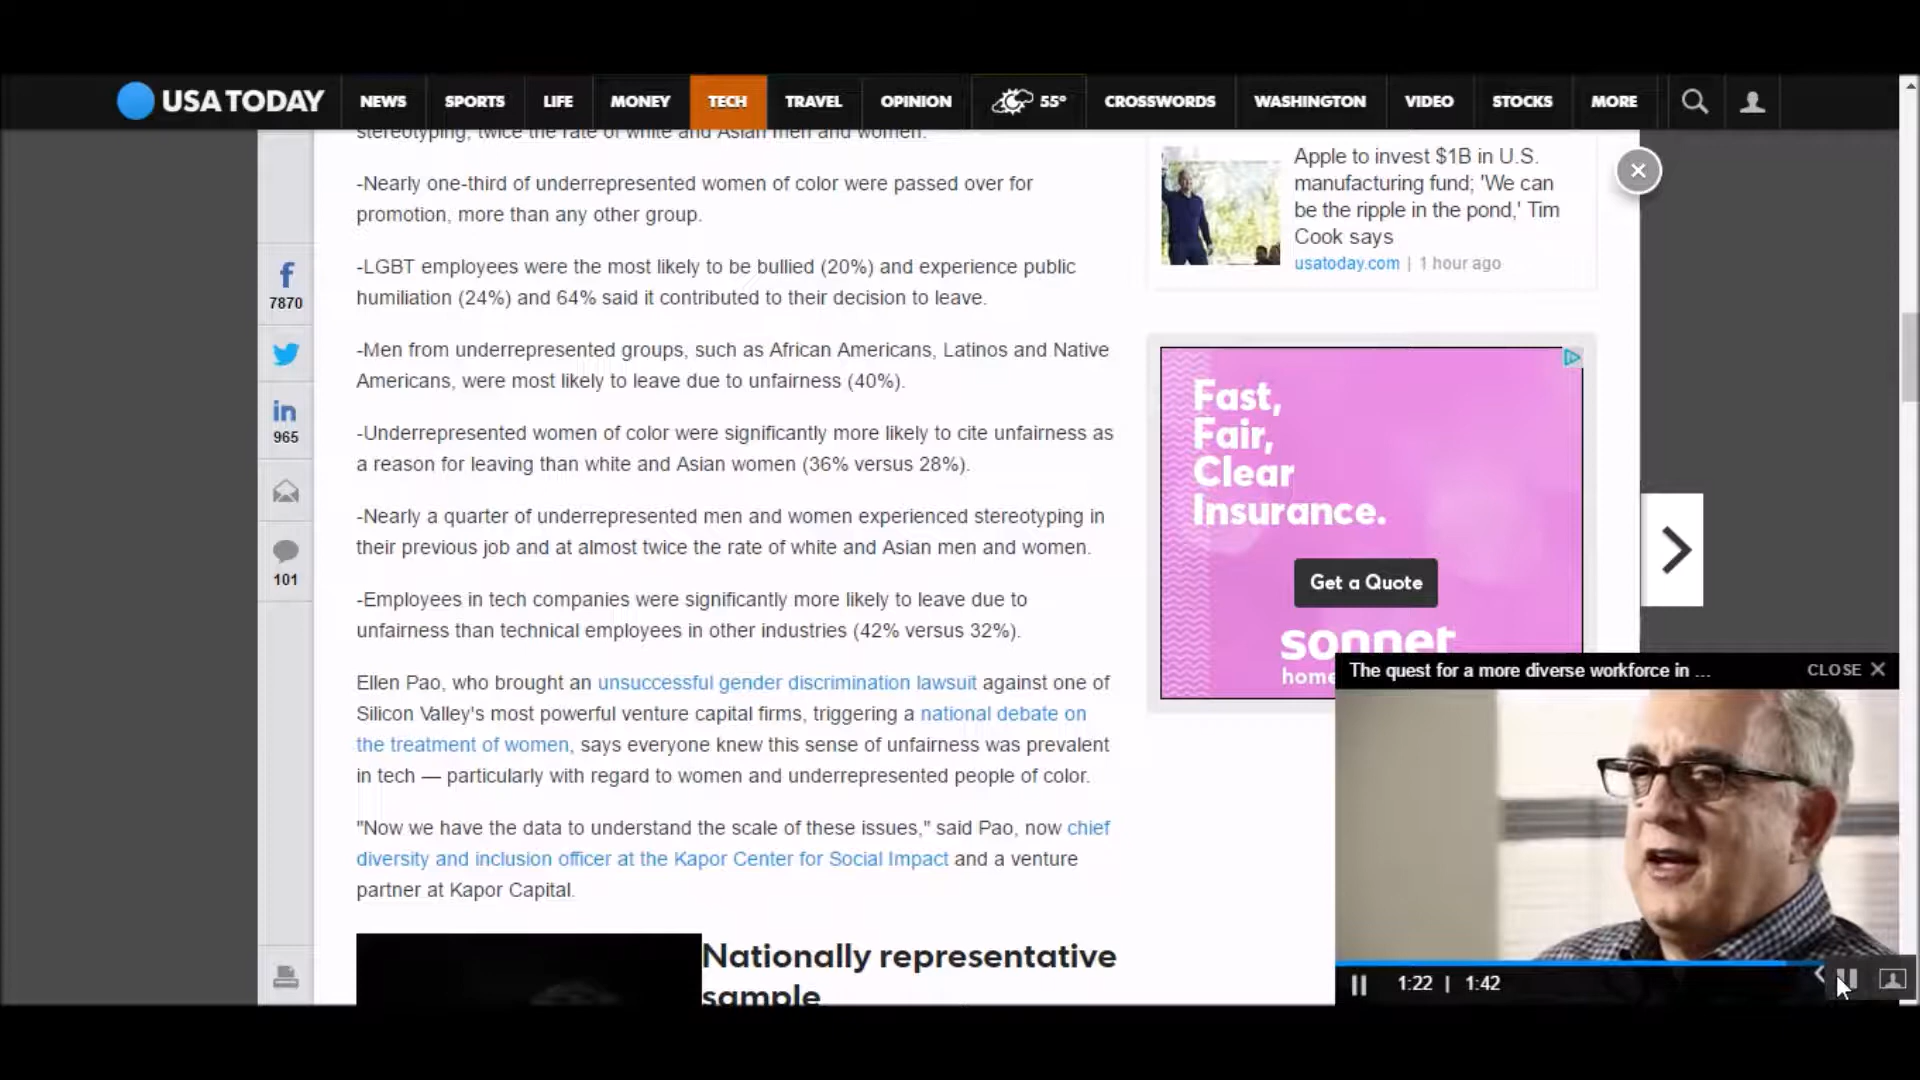 USA TODAY
NEWS
SPORTS
LIFE
MONEY
TECH
TRAVEL
OPINION
55°
CROSSWORDS
WASHINGTON
VIDEO
STOCKS
MORE
stereotyping, twice the rate of white and Asian men and women.
-Nearly one-third of underrepresented women of color were passed over for
promotion, more than any other group.
-LGBT employees were the most likely to be bullied (20%) and experience public
humiliation (24%) and 64% said it contributed to their decision to leave.
-Men from underrepresented groups, such as African Americans, Latinos and Native
Americans, were most likely to leave due to unfairness (40%).
-Underrepresented women of color were significantly more likely to cite unfairness as
a reason for leaving than white and Asian women (36% versus 28%).
-Nearly a quarter of underrepresented men and women experienced stereotyping in
their previous job and at almost twice the rate of white and Asian men and women.
-Employees in tech companies were significantly more likely to leave due to
unfairness than technical employees in other industries (42% versus 32%).
Ellen Pao, who brought an unsuccessful gender discrimination lawsuit against one of
Silicon Valley's most powerful venture capital firms, triggering a national debate on
the treatment of women, says everyone knew this sense of unfairness was prevalent
in tech — particularly with regard to women and underrepresented people of color.
"Now we have the data to understand the scale of these issues," said Pao, now chief
diversity and inclusion officer at the Kapor Center for Social Impact and a venture
partner at Kapor Capital.
Nationally representative
sample
f
7870
in
965
101
Apple to invest $1B in U.S.
manufacturing fund; 'We can
be the ripple in the pond,' Tim
Cook says
usatoday.com | 1 hour ago
Fast,
Fair,
Clear
Insurance.
Get a Quote
sonnet
home
The quest for a more diverse workforce in ...
CLOSE
1:22 | 1:42